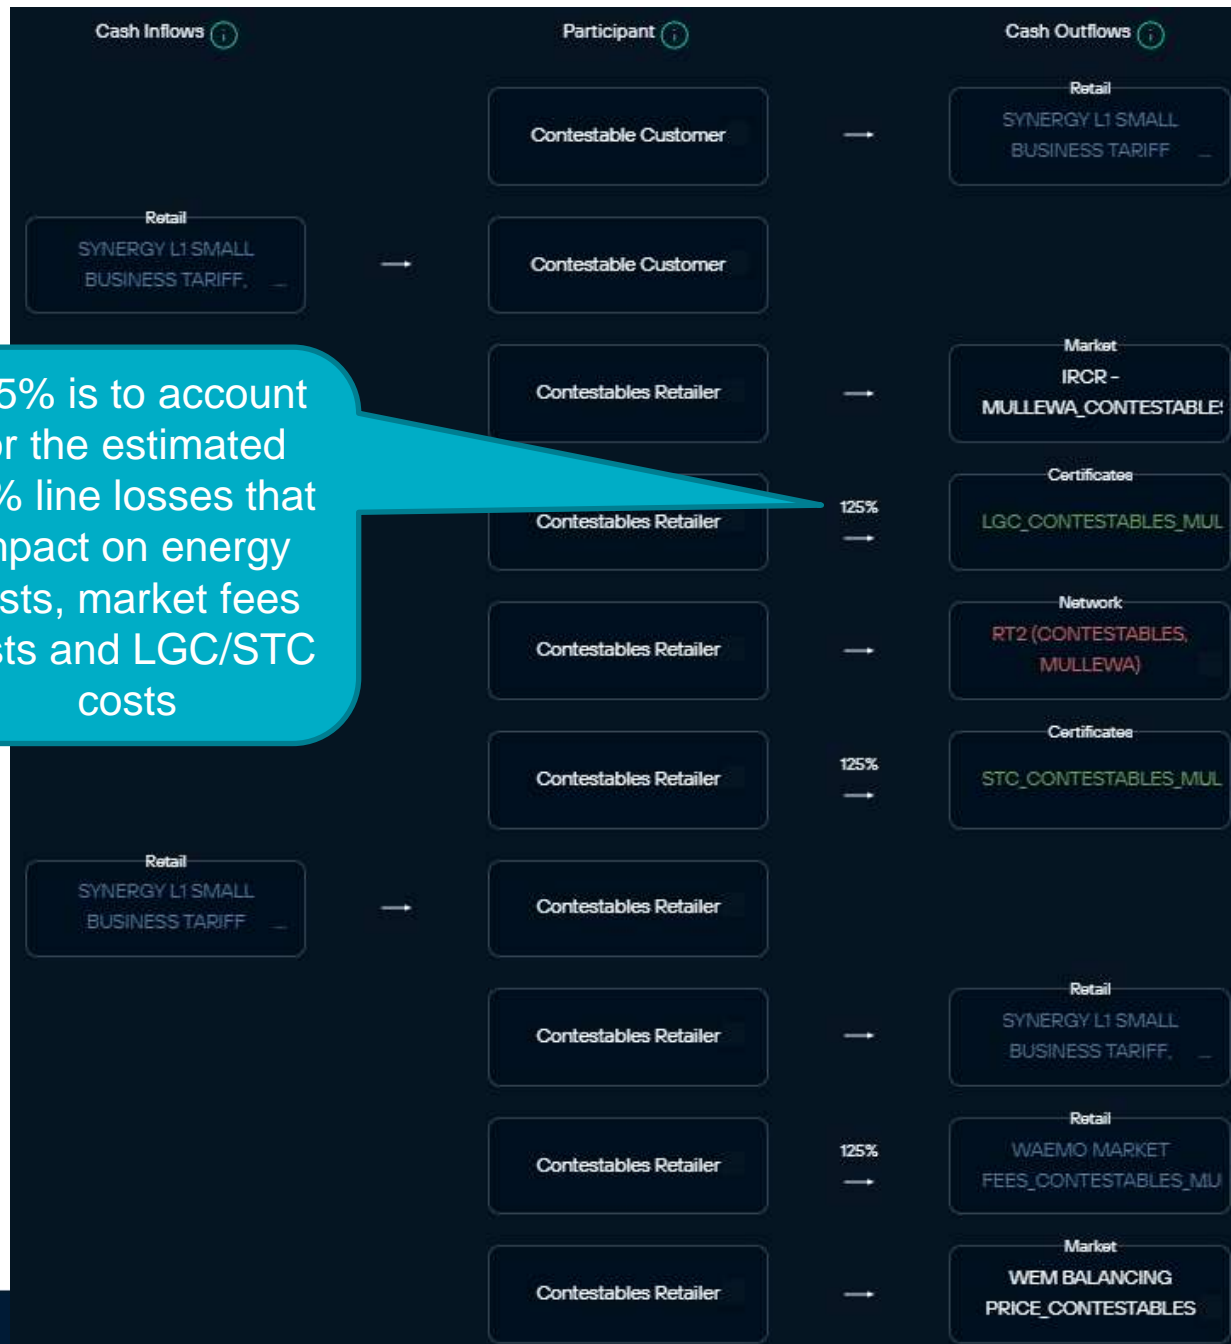 Cash Inflows
Participant
Cash Outflows
Contestable Customer
Retail
SYNERGY L1 SMALL
BUSINESS TARIFF ...
Retail
SYNERGY L1 SMALL
BUSINESS TARIFF, ...
Contestable Customer
Contestables Retailer
Market
IRCR -
MULLEWA_CONTESTABLES
5% is to account
r the estimated
% line losses that
pact on energy
sts, market fees
sts and LGC/STC
costs
Contestables Retailer
125%
Certificates
LGC_CONTESTABLES_MUL
Contestables Retailer
Network
RT2 (CONTESTABLES,
MULLEWA)
Contestables Retailer
125%
Certificates
STC_CONTESTABLES_MUL
Retail
SYNERGY L1 SMALL
BUSINESS TARIFF ...
Contestables Retailer
Contestables Retailer
Retail
SYNERGY L1 SMALL
BUSINESS TARIFF, ...
Contestables Retailer
125%
Retail
WAEMO MARKET
FEES_CONTESTABLES_MU
Contestables Retailer
Market
WEM BALANCING
PRICE_CONTESTABLES